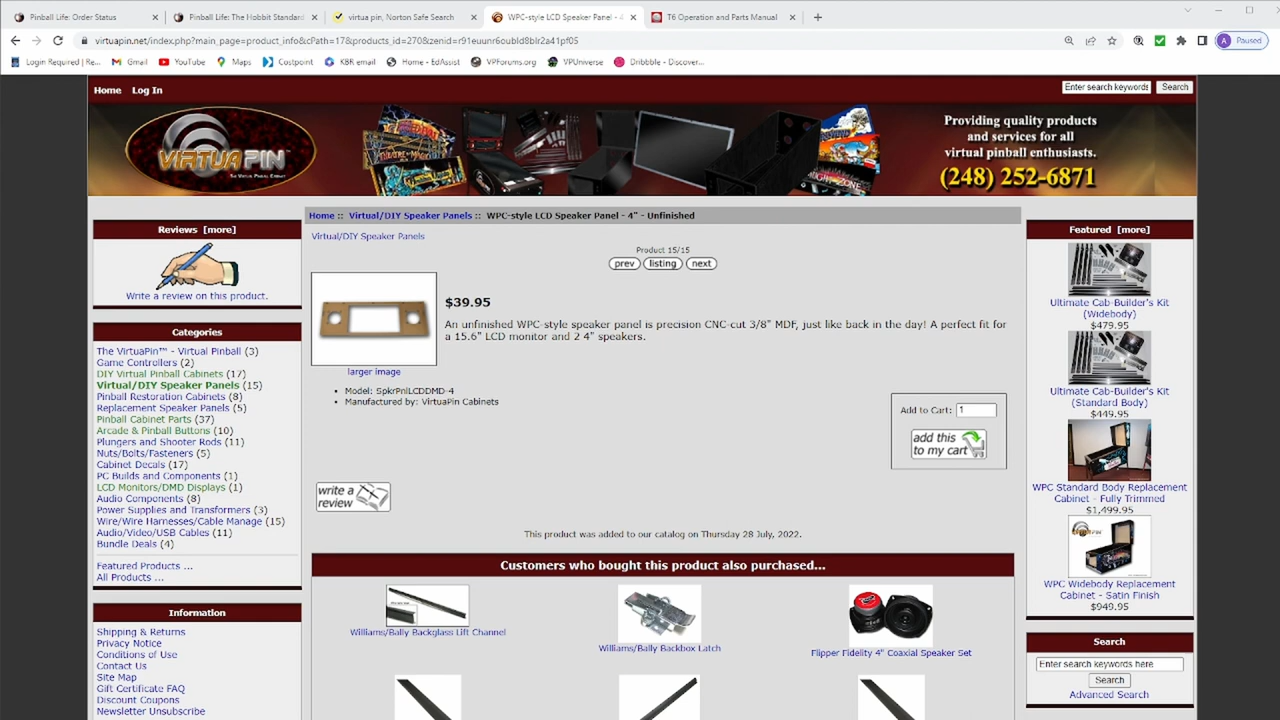 Pinball Life: Order Status
Pinball Life: The Hobbit Standard
virtua pin, Norton Safe Search
WPC-style LCD Speaker Panel - 4
T6 Operation and Parts Manual
virtuapin.net/index.php?main_page=product_info&cPath=17&products_id=270&zenid=r91euunr6oubld8blr2a41pf05
Paused
Login Required | Re...
Gmail
YouTube
Maps
Costpoint
KBR email
Home - EdAssist
VPForums.org
VPUniverse
Dribbble - Discover...
Home
Log In
Enter search keywords
Search
VIRTUAPIN
Providing quality products
and services for all
virtual pinball enthusiasts.
(248) 252-6871
Home :: Virtual/DIY Speaker Panels :: WPC-style LCD Speaker Panel - 4" - Unfinished
Reviews [more]
Write a review on this product.
Categories
The VirtuaPin™ - Virtual Pinball (3)
Game Controllers (2)
DIY Virtual Pinball Cabinets (17)
Virtual/DIY Speaker Panels (15)
Pinball Restoration Cabinets (8)
Replacement Speaker Panels (5)
Pinball Cabinet Parts (37)
Arcade & Pinball Buttons (10)
Plungers and Shooter Rods (11)
Nuts/Bolts/Fasteners (5)
Cabinet Decals (17)
PC Builds and Components (1)
LCD Monitors/DMD Displays (1)
Audio Components (8)
Power Supplies and Transformers (3)
Wire/Wire Harnesses/Cable Manage (15)
Audio/Video/USB Cables (11)
Bundle Deals (4)
Featured Products ...
All Products ...
Information
Shipping & Returns
Privacy Notice
Conditions of Use
Contact Us
Site Map
Gift Certificate FAQ
Discount Coupons
Newsletter Unsubscribe
Virtual/DIY Speaker Panels
Product 15/15
prev listing next
$39.95
An unfinished WPC-style speaker panel is precision CNC-cut 3/8" MDF, just like back in the day! A perfect fit for
a 15.6" LCD monitor and 2 4" speakers.
larger image
Model: SpkrPnlLCDDMD-4
Manufactured by: VirtuaPin Cabinets
Add to Cart: 1
add this
to my cart
write a
review
This product was added to our catalog on Thursday 28 July, 2022.
Customers who bought this product also purchased...
Williams/Bally Backglass Lift Channel
Williams/Bally Backbox Latch
Flipper Fidelity 4" Coaxial Speaker Set
Featured [more]
Ultimate Cab-Builder's Kit
(Widebody)
$479.95
Ultimate Cab-Builder's Kit
(Standard Body)
$449.95
WPC Standard Body Replacement
Cabinet - Fully Trimmed
$1,499.95
WPC Widebody Replacement
Cabinet - Satin Finish
$949.95
Search
Enter search keywords here
Search
Advanced Search